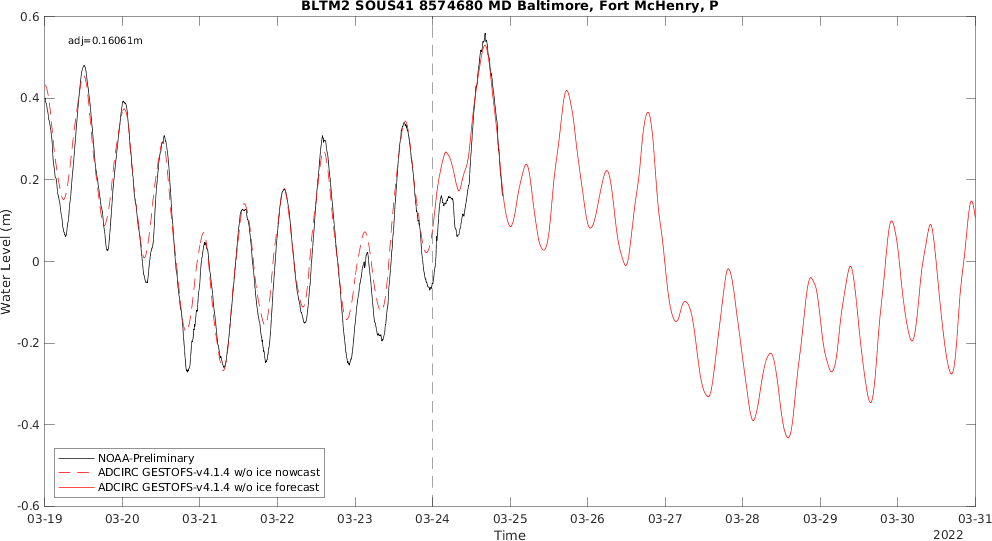 BLTM2 SOUS41 8574680 MD Baltimore, Fort McHenry, P
adj=0.16061m
0.6
0.4
0.2
0
-0.2
-0.4
-0.6
Water Level (m)
NOAA-Preliminary
ADCIRC GESTOFS-v4.1.4 w/o ice nowcast
ADCIRC GESTOFS-v4.1.4 w/o ice forecast
03-19 03-20 03-21 03-22 03-23 03-24 03-25 03-26 03-27 03-28 03-29 03-30 03-31
Time
2022